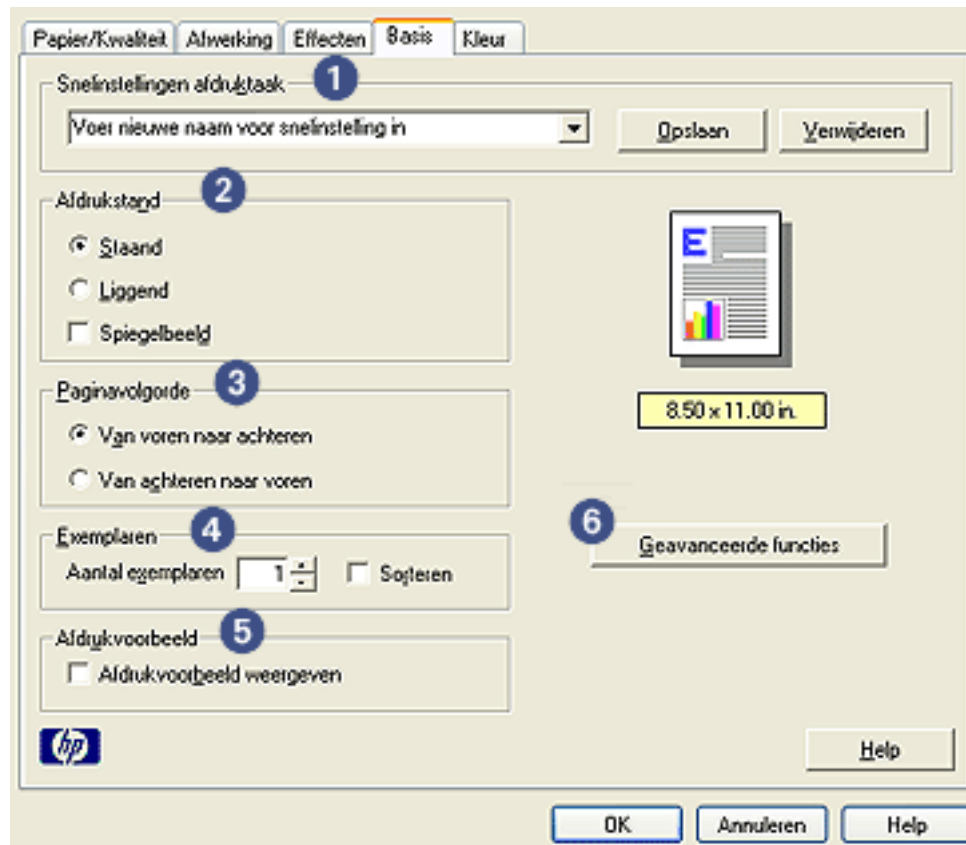 Papier/Kwaliteit Afwerking Effecten Basis Kleur
Snelinstellingen afdruktaak 1
Voer nieuwe naam voor snelinstelling in Opslaan Verwijderen
Afdrukstand 2
Staand
Liggend
Spiegelbeeld
E
Paginavolgorde 3
Van voren naar achteren
Van achteren naar voren
8.50 x 11.00 in.
Exemplaren 4
Aantal exemplaren 1 Sorteren
6 Geavanceerde functies
Afdrukvoorbeeld 5
Afdrukvoorbeeld weergeven
hp
Help
OK Annuleren Help